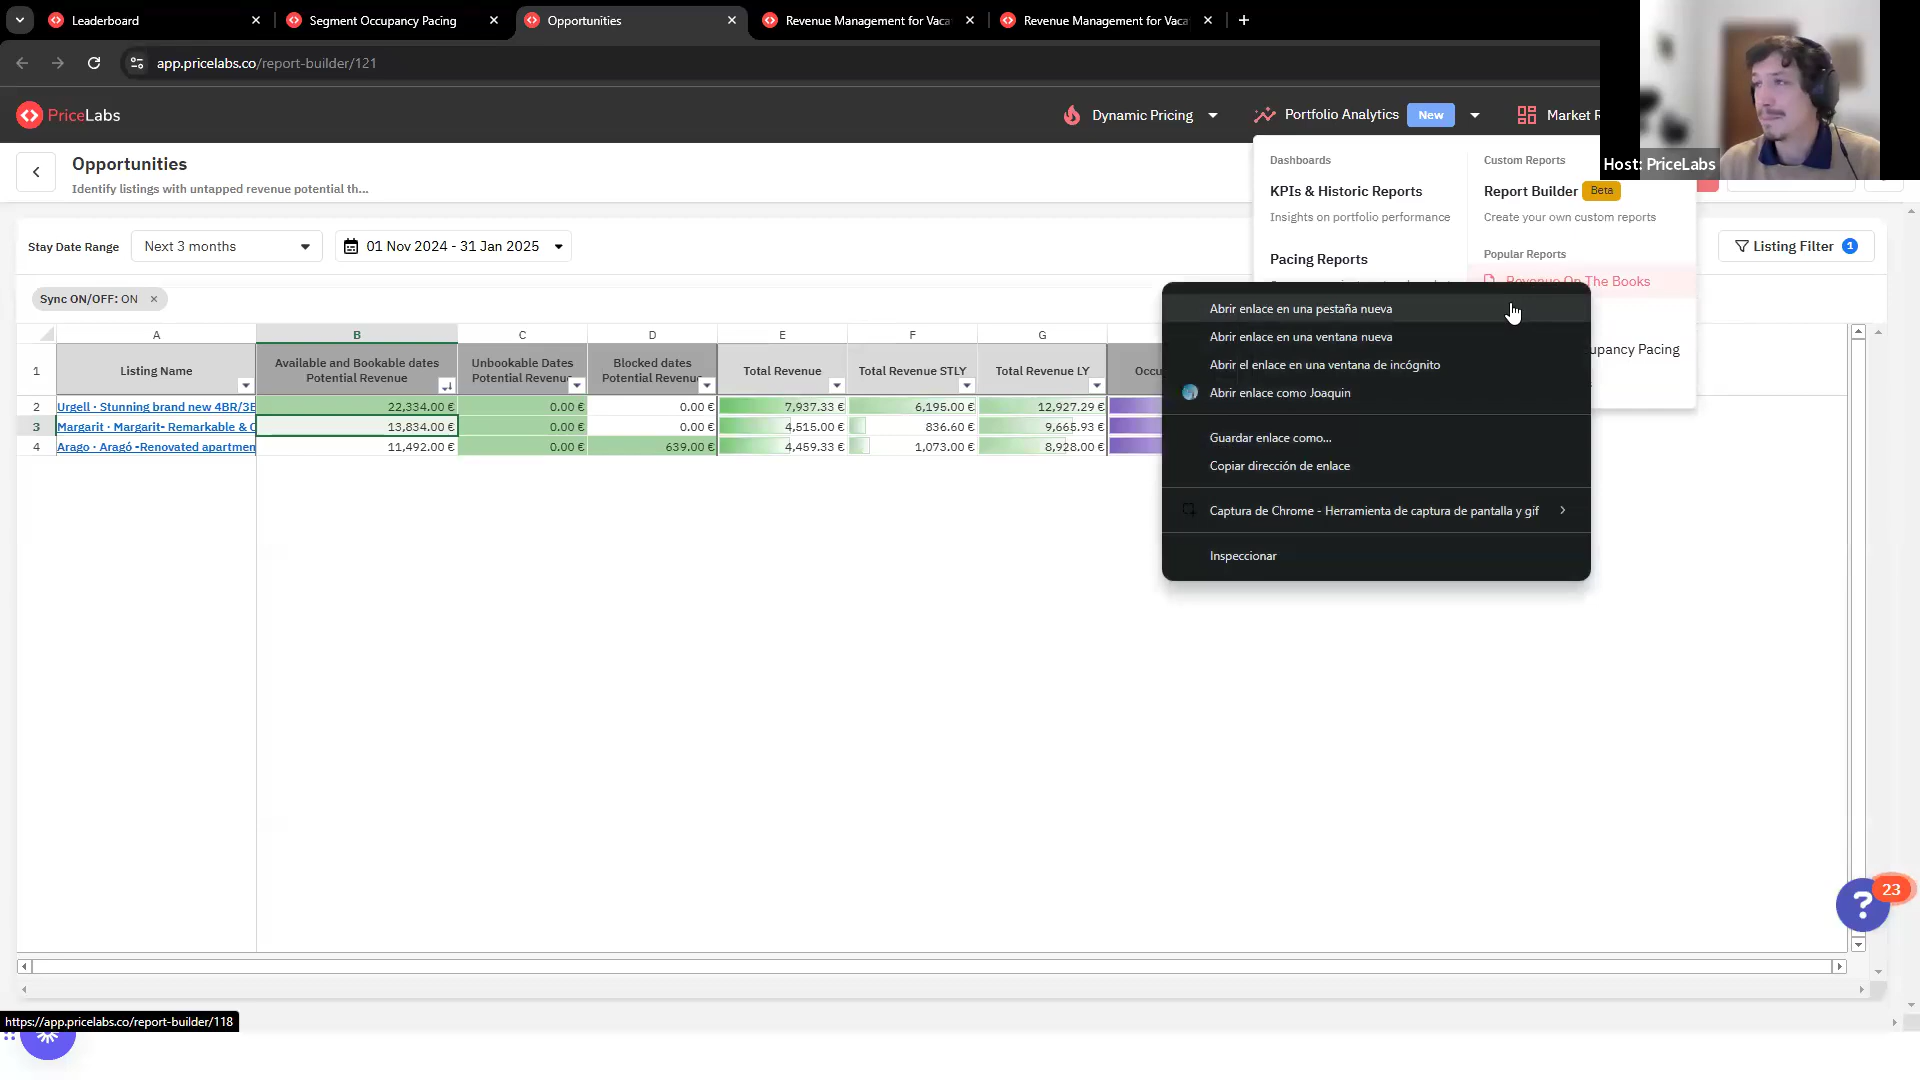 Leaderboard
Segment Occupancy Pacing
Opportunities
Revenue Management for Vaca
Revenue Management for Vaca
app.pricelabs.co/report-builder/121
PriceLabs
Dynamic Pricing
Portfolio Analytics
New
Market R
Host: PriceLabs
Opportunities
Identify listings with untapped revenue potential th...
Dashboards
KPIs & Historic Reports
Insights on portfolio performance
Pacing Reports
Custom Reports
Report Builder Beta
Create your own custom reports
Popular Reports
Revenue On The Books
upancy Pacing
Stay Date Range
Next 3 months
01 Nov 2024 - 31 Jan 2025
Listing Filter 1
Sync ON/OFF: ON
Abrir enlace en una pestaña nueva
Abrir enlace en una ventana nueva
Abrir el enlace en una ventana de incógnito
Abrir enlace como Joaquin
Guardar enlace como...
Copiar dirección de enlace
Captura de Chrome - Herramienta de captura de pantalla y gif
Inspeccionar
A B C D E F G
1 Listing Name Available and Bookable dates Potential Revenue Unbookable Dates Potential Revenue Blocked dates Potential Revenue Total Revenue Total Revenue STLY Total Revenue LY Occu
2 Urgell · Stunning brand new 4BR/3B 22,334.00 € 0.00 € 0.00 € 7,937.33 € 6,195.00 € 12,927.29 €
3 Margarit · Margarit- Remarkable & C 13,834.00 € 0.00 € 0.00 € 4,515.00 € 836.60 € 9,665.93 €
4 Arago · Aragó -Renovated apartmen 11,492.00 € 0.00 € 639.00 € 4,459.33 € 1,073.00 € 8,928.00 €
23
?
https://app.pricelabs.co/report-builder/118